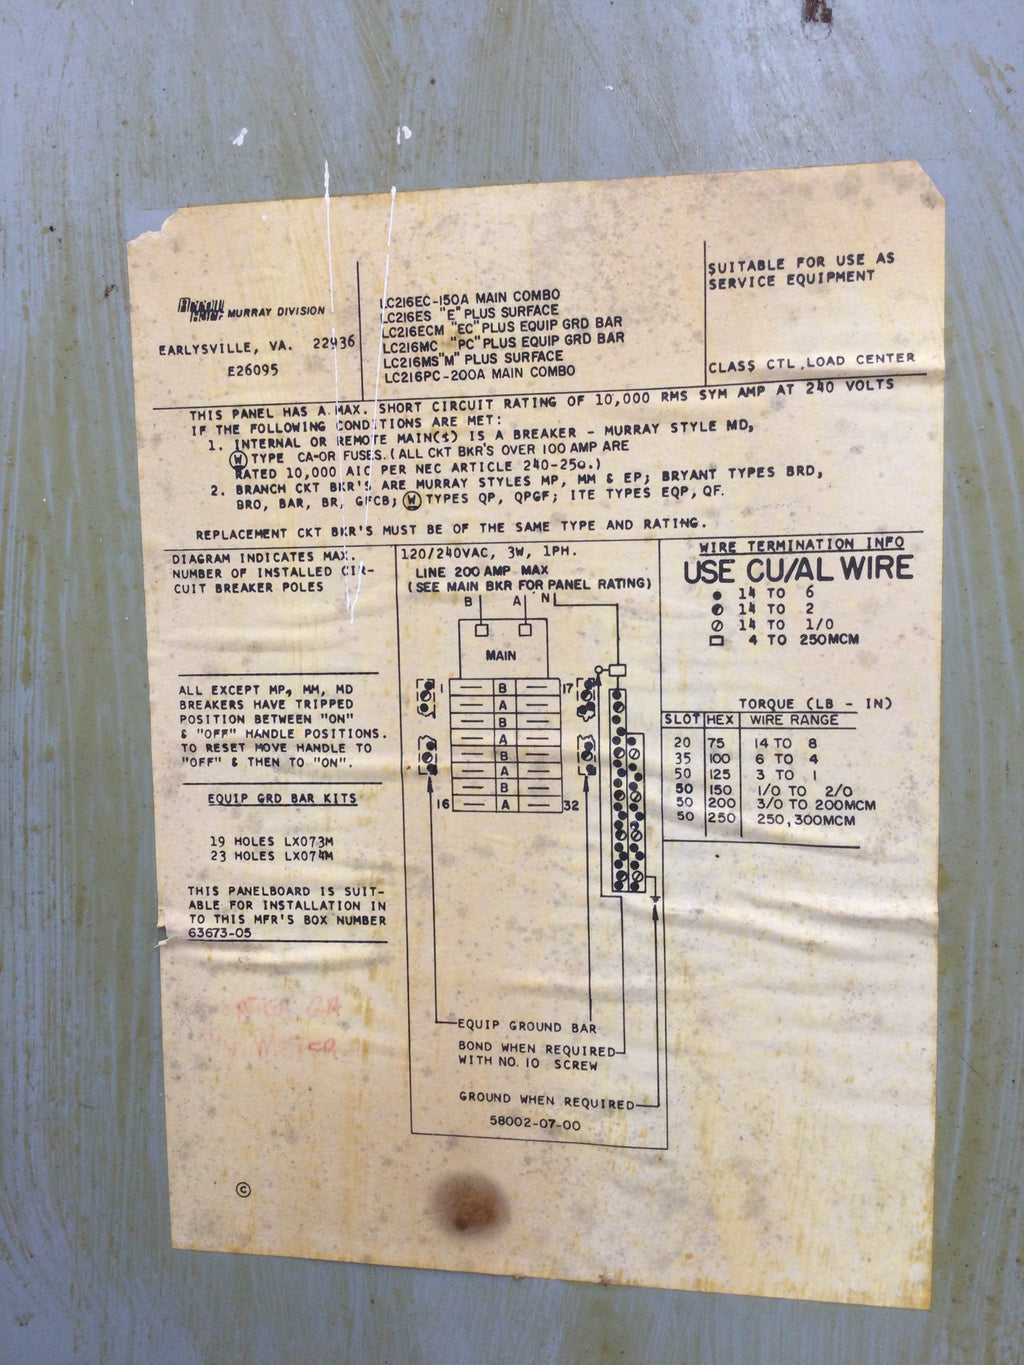 MURRAY DIVISION
EARLYSVILLE, VA. 22936
E26095
LC216EC-150A MAIN COMBO
LC216ES "E" PLUS SURFACE
LC216ECM "EC" PLUS EQUIP GRD BAR
LC216MC "PC" PLUS EQUIP GRD BAR
LC216MS "M" PLUS SURFACE
LC216PC-200A MAIN COMBO
SUITABLE FOR USE AS
SERVICE EQUIPMENT
CLASS CTL, LOAD CENTER
THIS PANEL HAS A MAX. SHORT CIRCUIT RATING OF 10,000 RMS SYM AMP AT 240 VOLTS
IF THE FOLLOWING CONDITIONS ARE MET:
1. INTERNAL OR REMOTE MAIN(S) IS A BREAKER - MURRAY STYLE MD,
W TYPE CA-OR FUSES. (ALL CKT BKR'S OVER 100 AMP ARE
RATED 10,000 AIC PER NEC ARTICLE 240-250.)
2. BRANCH CKT BKR'S ARE MURRAY STYLES MP, MM & EP; BRYANT TYPES BRD,
BRO, BAR, BR, GFCB; W TYPES QP, QPGF; ITE TYPES EQP, QF.
REPLACEMENT CKT BKR'S MUST BE OF THE SAME TYPE AND RATING.
DIAGRAM INDICATES MAX.
NUMBER OF INSTALLED CIR-
CUIT BREAKER POLES
ALL EXCEPT MP, MM, MD
BREAKERS HAVE TRIPPED
POSITION BETWEEN "ON"
& "OFF" HANDLE POSITIONS.
TO RESET MOVE HANDLE TO
"OFF" & THEN TO "ON".
EQUIP GRD BAR KITS
19 HOLES LX073M
23 HOLES LX074M
THIS PANELBOARD IS SUIT-
ABLE FOR INSTALLATION IN
TO THIS MFR'S BOX NUMBER
63673-05
120/240VAC, 3W, 1PH.
LINE 200 AMP MAX
(SEE MAIN BKR FOR PANEL RATING)
B A N
MAIN
1 B 17
A
B
A
B
A
B
16 A 32
EQUIP GROUND BAR
BOND WHEN REQUIRED
WITH NO. 10 SCREW
GROUND WHEN REQUIRED
58002-07-00
WIRE TERMINATION INFO
USE CU/AL WIRE
14 TO 6
14 TO 2
14 TO 1/0
4 TO 250MCM
TORQUE (LB - IN)
SLOT HEX WIRE RANGE
20 75 14 TO 8
35 100 6 TO 4
50 125 3 TO 1
50 150 1/0 TO 2/0
50 200 3/0 TO 200MCM
50 250 250, 300MCM
©